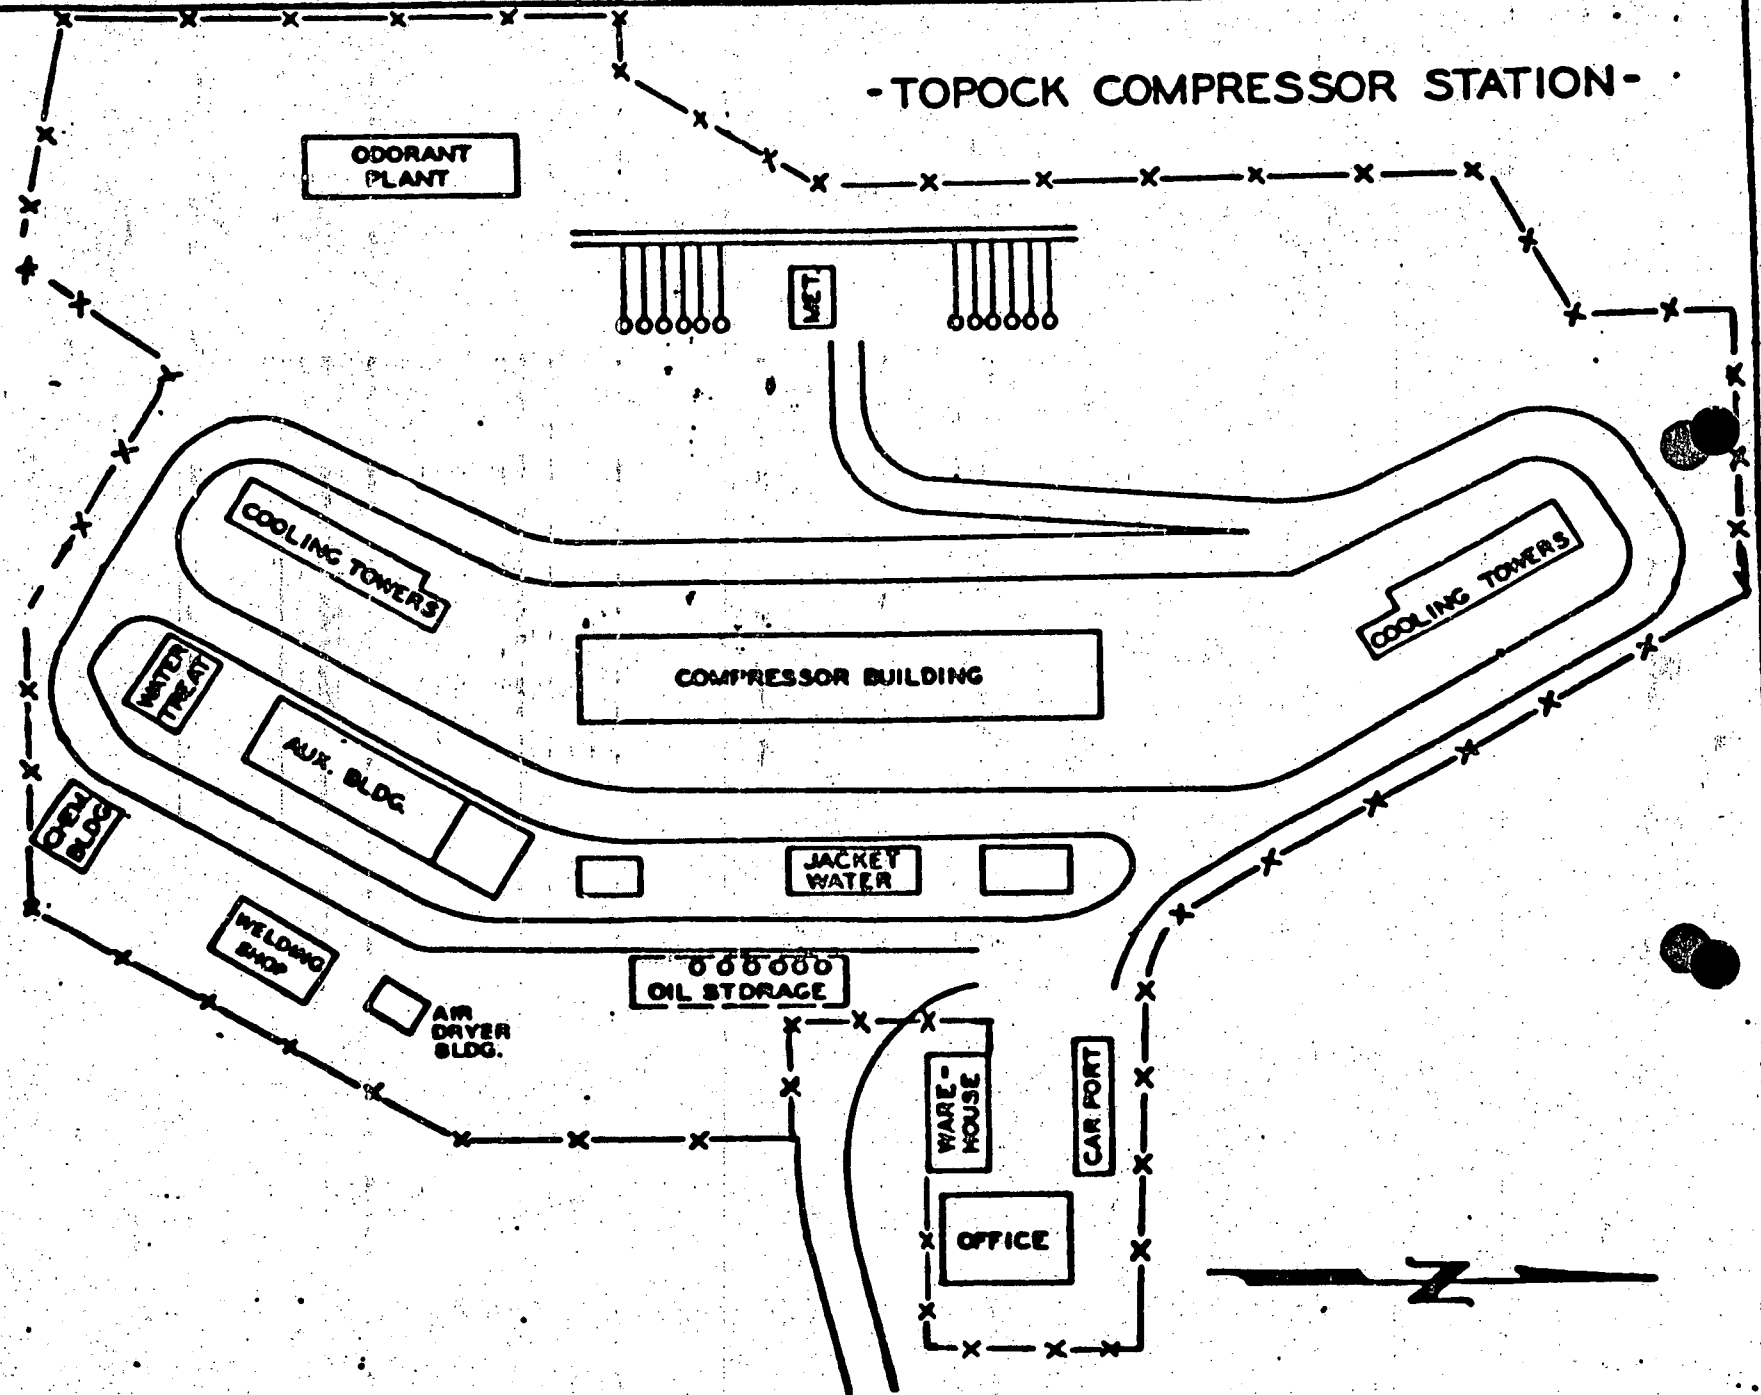 -TOPOCK COMPRESSOR STATION-
ODORANT
PLANT
MET.
COOLING TOWERS
COOLING TOWERS
COMPRESSOR BUILDING
WATER
TREAT
AUX. BLDG.
CHEM
BLDG
JACKET
WATER
WELDING
SHOP
OIL STORAGE
AIR
DRYER
BLDG.
WARE-
HOUSE
CAR PORT
OFFICE
N